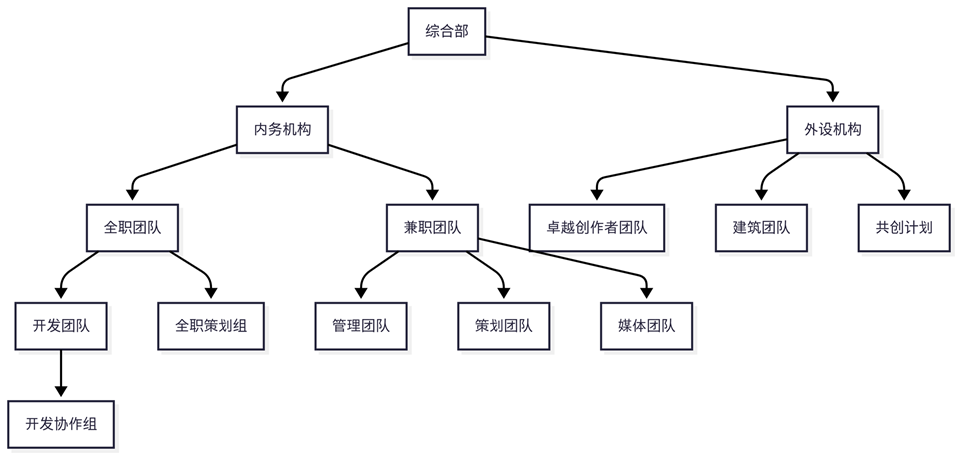 综合部
内务机构
外设机构
全职团队
兼职团队
卓越创作者团队
建筑团队
共创计划
开发团队
全职策划组
管理团队
策划团队
媒体团队
开发协作组